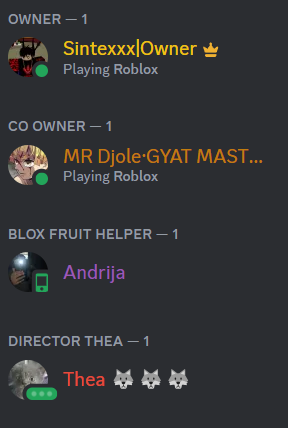 OWNER — 1
Sintexxx|Owner
Playing Roblox
CO OWNER — 1
MR Djole·GYAT MAST...
Playing Roblox
BLOX FRUIT HELPER — 1
Andrija
DIRECTOR THEA — 1
Thea 🐺 🐺 🐺